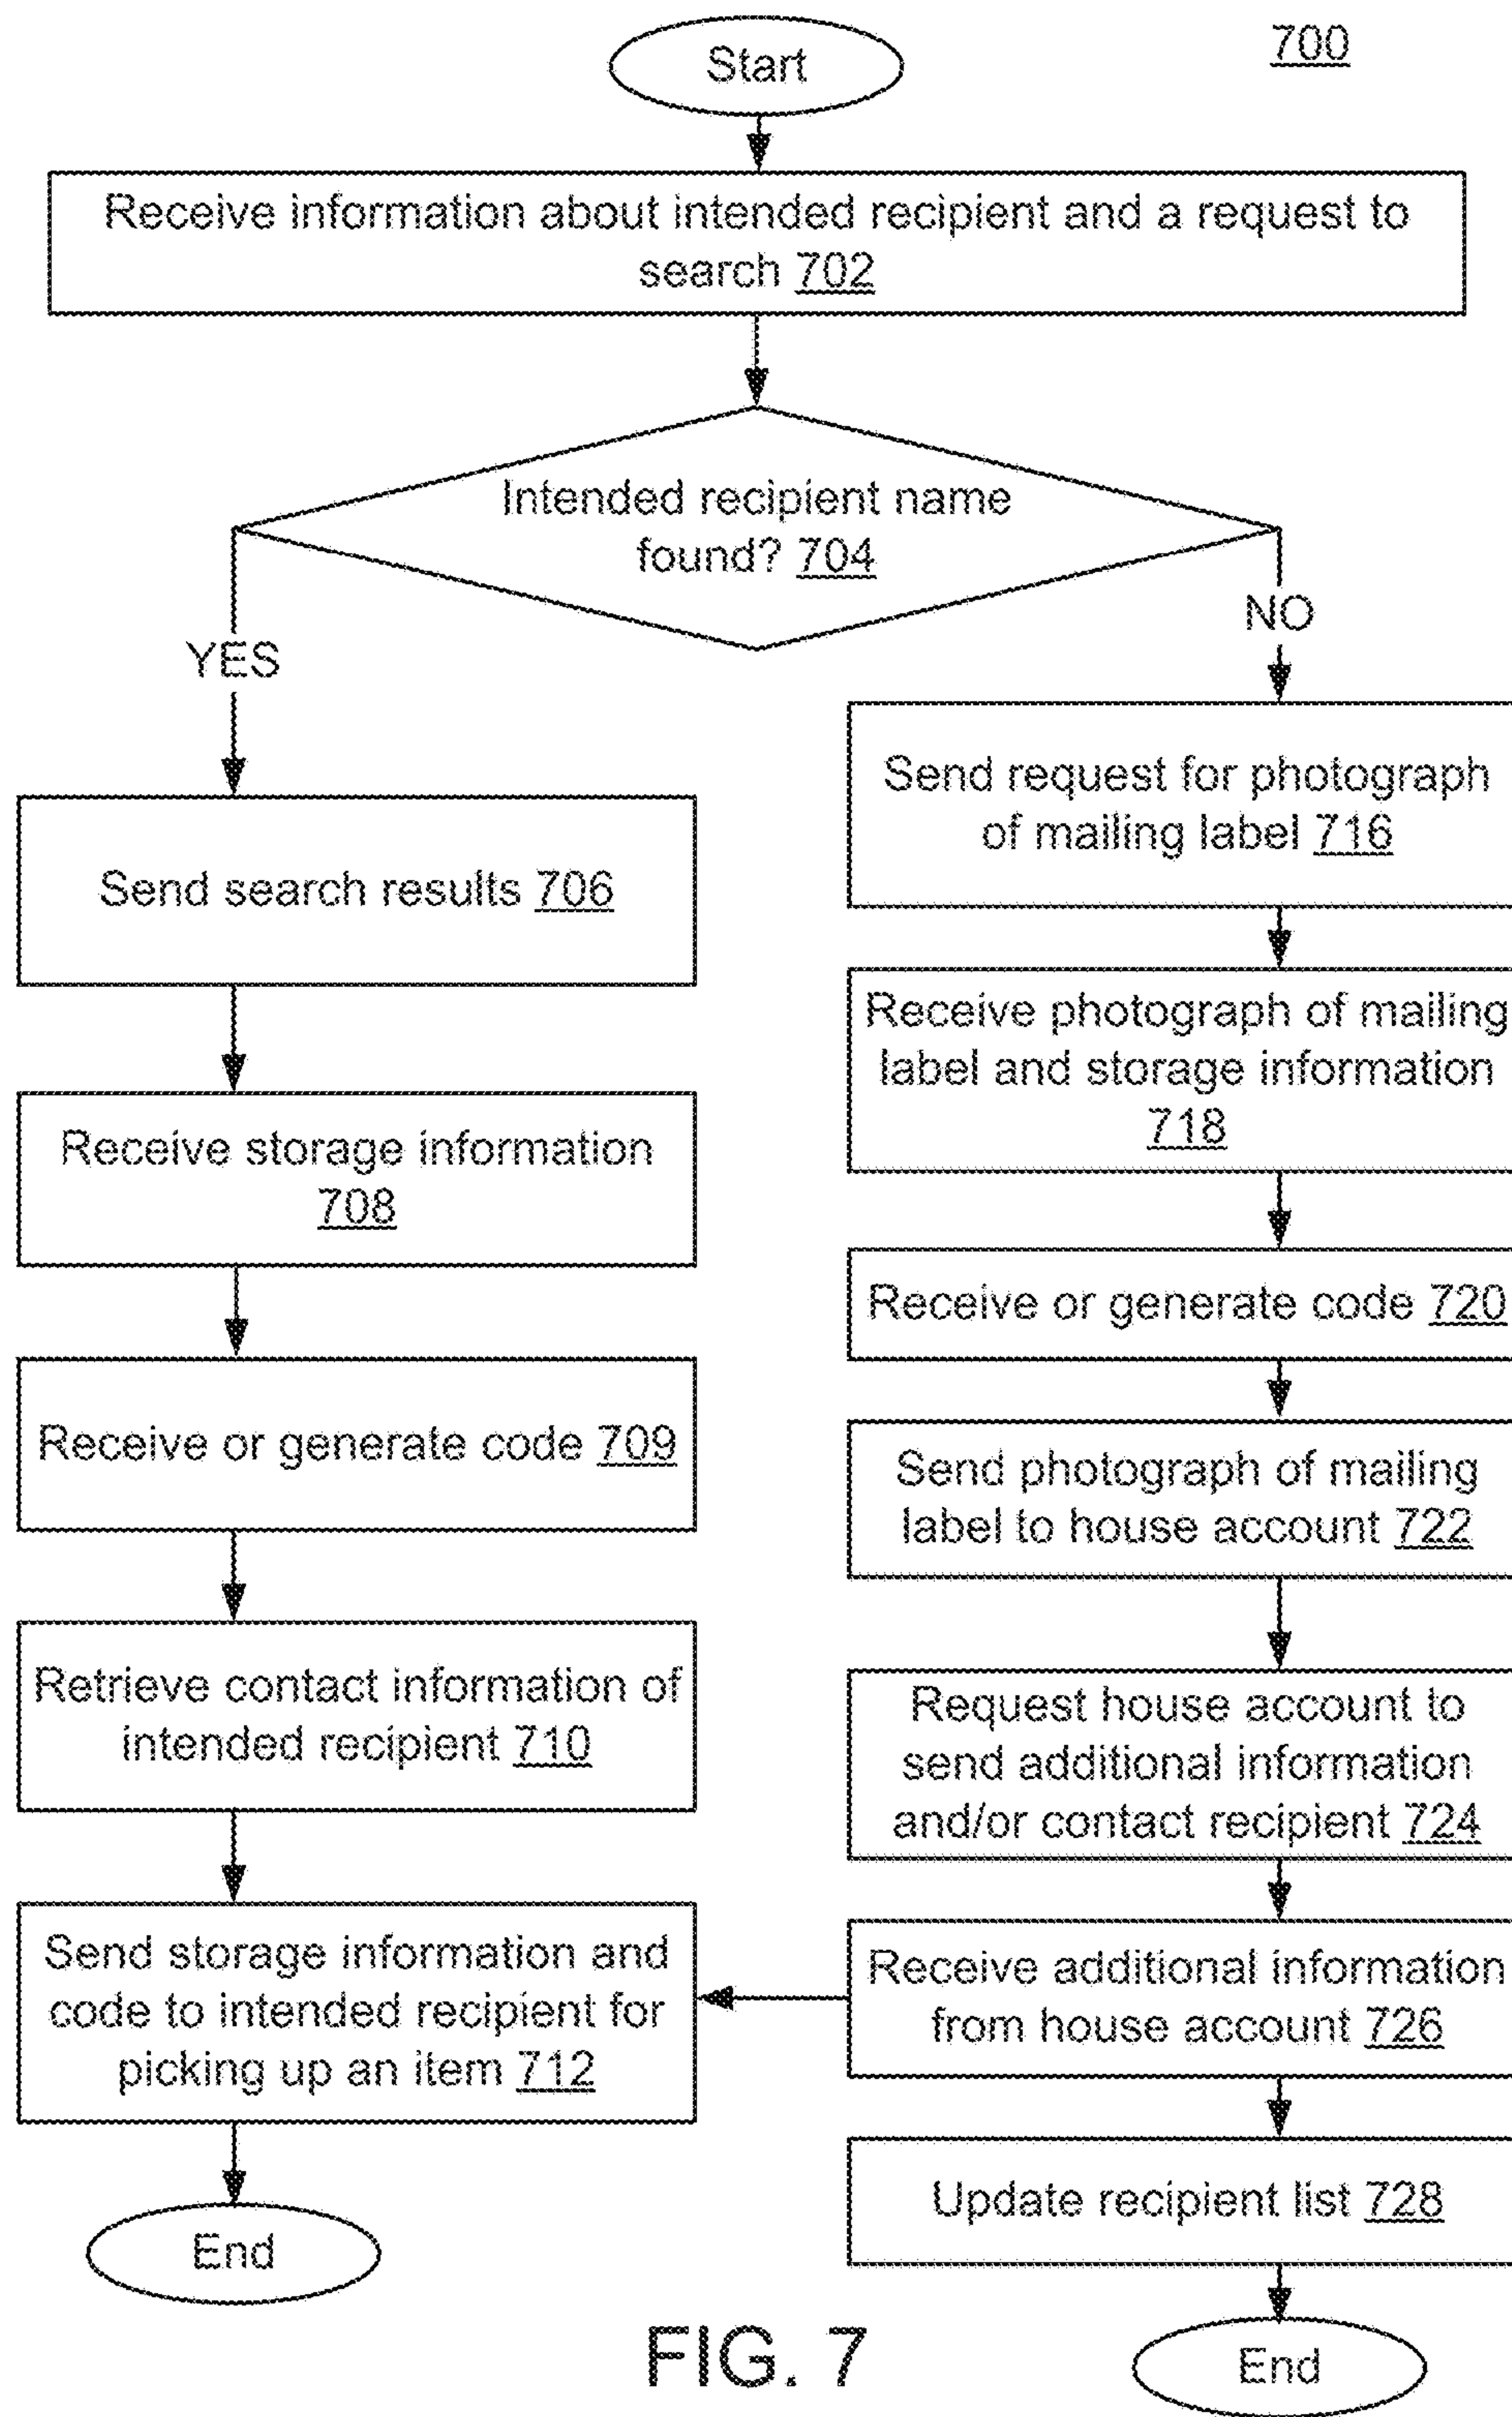 700
Start
Receive information about intended recipient and a request to
search 702
Intended recipient name
found? 704
YES
NO
Send search results 706
Receive storage information
708
Receive or generate code 709
Retrieve contact information of
intended recipient 710
Send storage information and
code to intended recipient for
picking up an item 712
End
Send request for photograph
of mailing label 716
Receive photograph of mailing
label and storage information
718
Receive or generate code 720
Send photograph of mailing
label to house account 722
Request house account to
send additional information
and/or contact recipient 724
Receive additional information
from house account 726
Update recipient list 728
End
FIG. 7